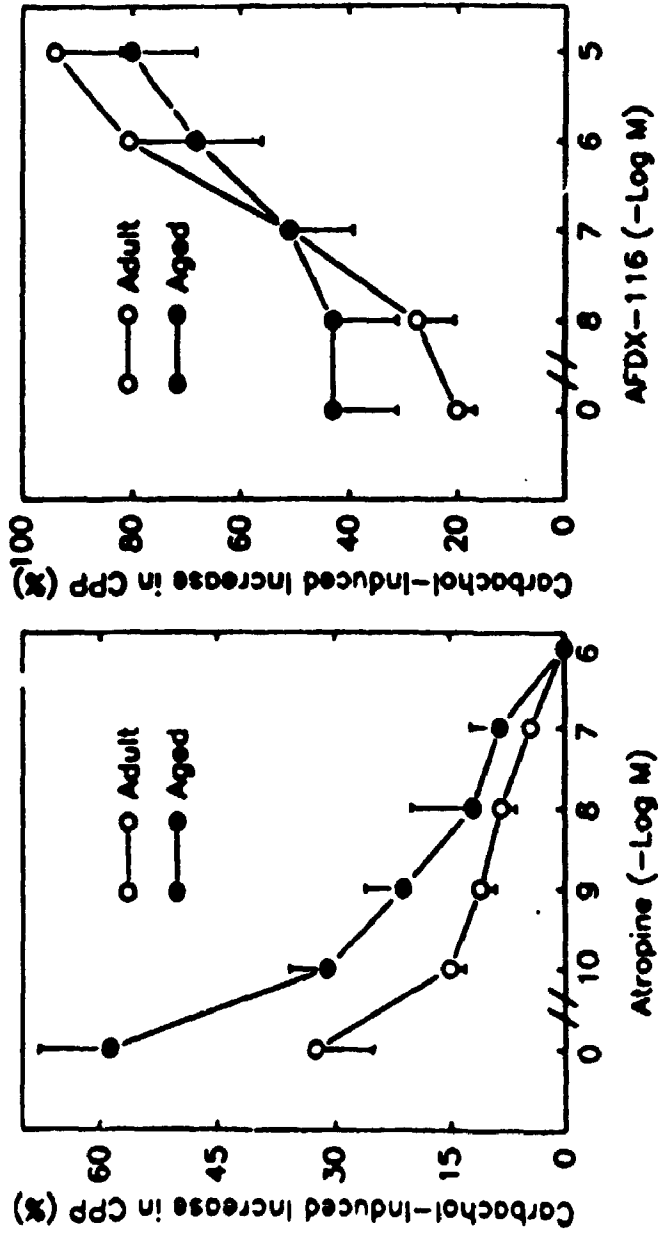 Carbachol-Induced Increase in CPP (%)
60
30
15
0
Adult
Aged
0
10
9
8
7
6
Atropine (-Log M)
Carbachol-Induced Increase in CPP (%)
100
80
60
40
20
0
Adult
Aged
0
8
7
6
5
AFDX-116 (-Log M)